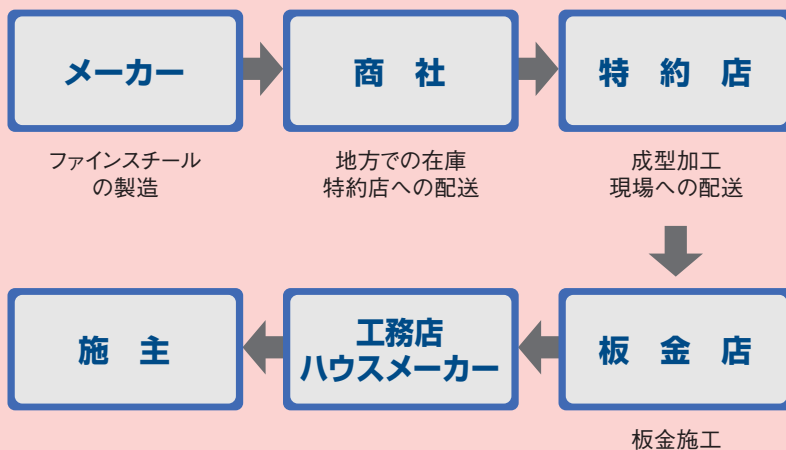 メーカー
ファインスチール
の製造
商　社
地方での在庫
特約店への配送
特　約　店
成型加工
現場への配送
板　金　店
板金施工
工務店
ハウスメーカー
施　主